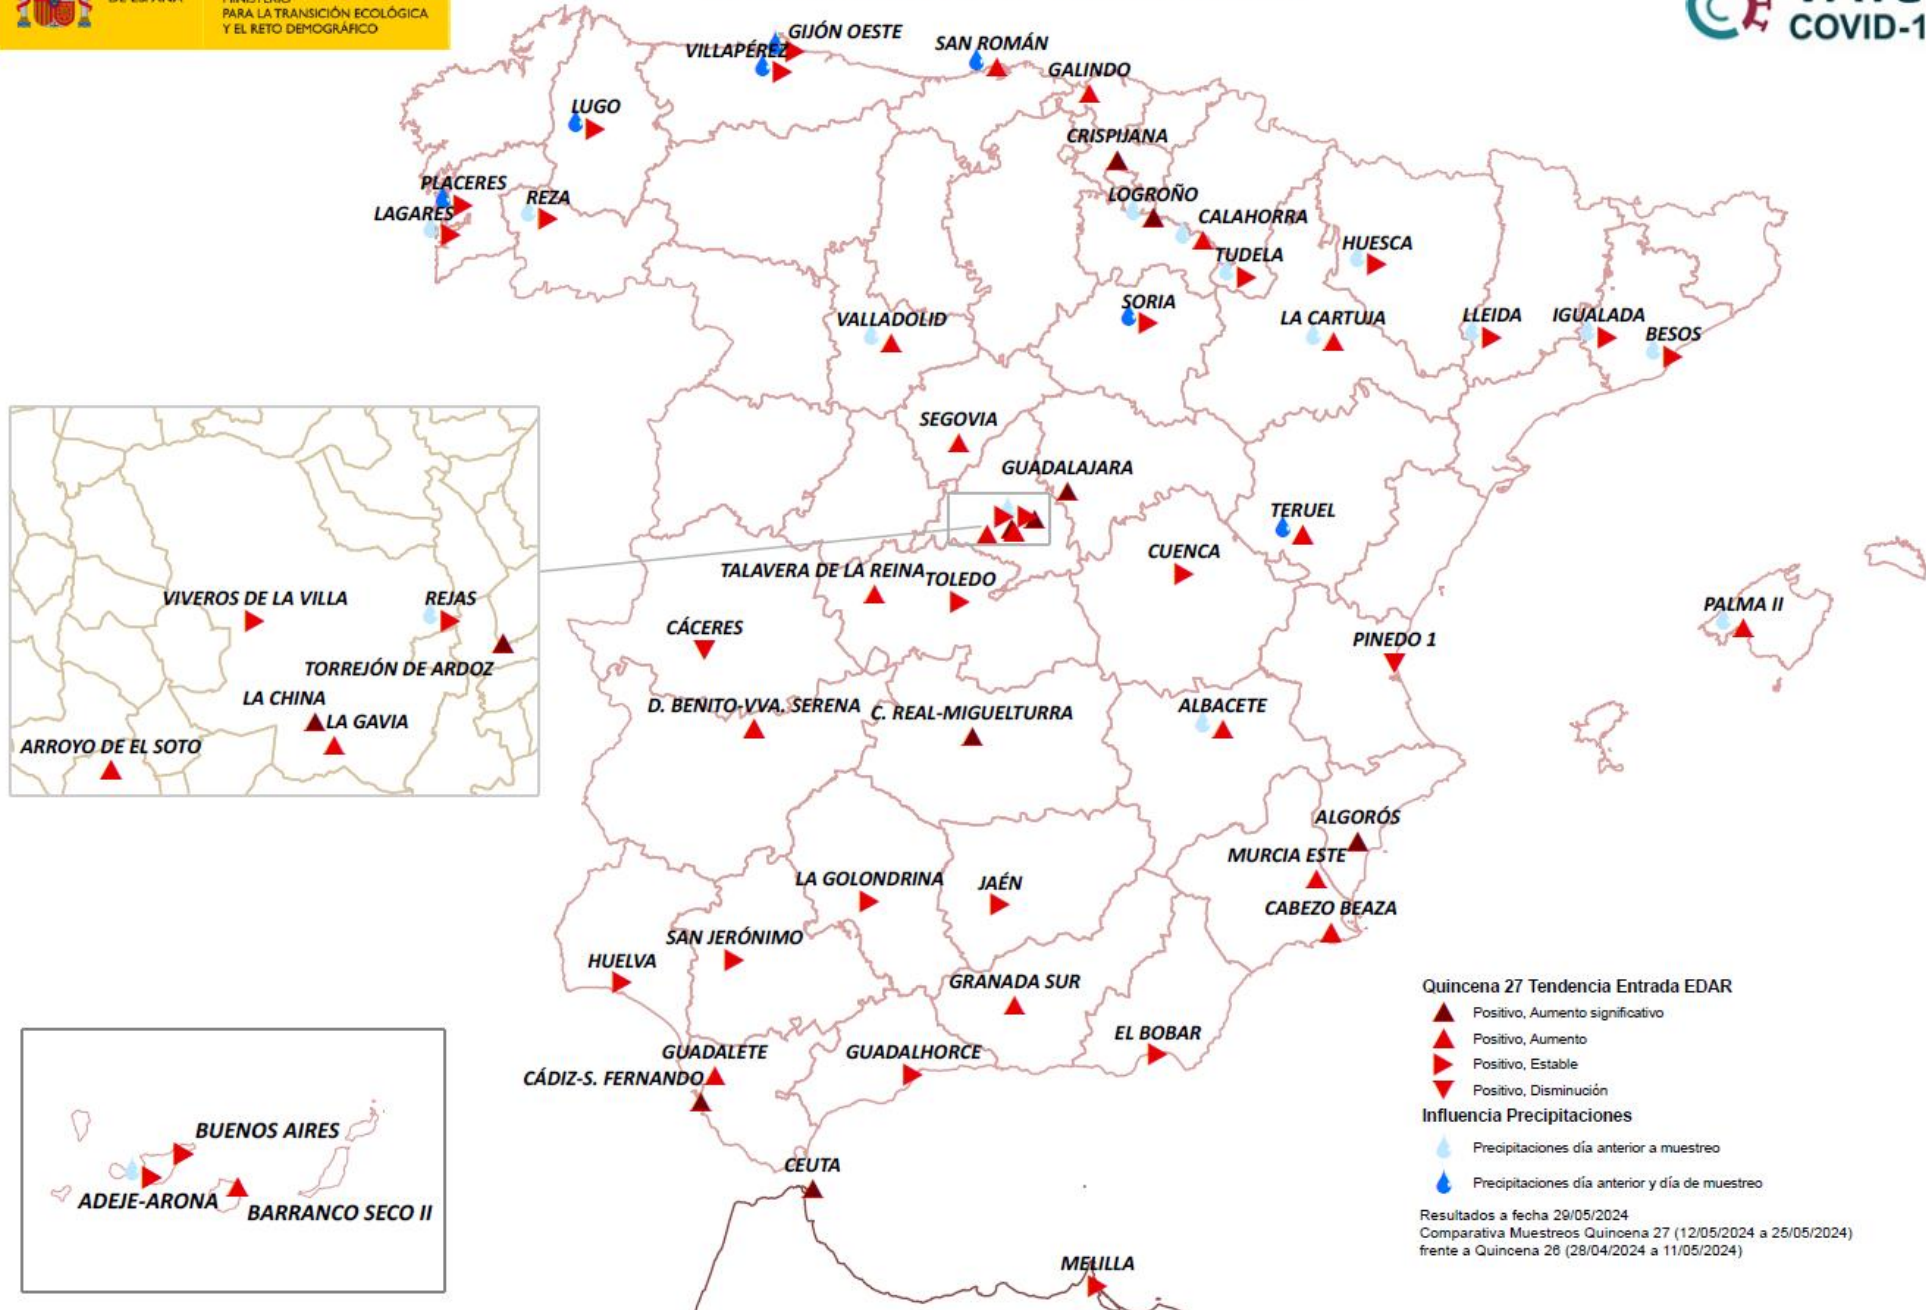 PARA LA TRANSICIÓN ECOLÓGICA
Y EL RETO DEMOGRÁFICO
COVID-1
GIJÓN OESTE
VILLAPÉREZ
SAN ROMÁN
GALINDO
LUGO
CRISPIJANA
PLACERES
REZA
LOGROÑO
LAGARES
CALAHORRA
HUESCA
TUDELA
SORIA
VALLADOLID
LA CARTUJA
LLEIDA
IGUALADA
BESOS
SEGOVIA
GUADALAJARA
TERUEL
CUENCA
TALAVERA DE LA REINA
TOLEDO
VIVEROS DE LA VILLA
REJAS
PALMA II
CÁCERES
PINEDO 1
TORREJÓN DE ARDOZ
LA CHINA
D. BENITO-VVA. SERENA
C. REAL-MIGUELTURRA
ALBACETE
LA GAVIA
ARROYO DE EL SOTO
ALGORÓS
MURCIA ESTE
LA GOLONDRINA
JAÉN
CABEZO BEAZA
SAN JERÓNIMO
HUELVA
GRANADA SUR
EL BOBAR
GUADALETE
GUADALHORCE
CÁDIZ-S. FERNANDO
BUENOS AIRES
CEUTA
ADEJE-ARONA
BARRANCO SECO II
MELILLA
Quincena 27 Tendencia Entrada EDAR
Positivo, Aumento significativo
Positivo, Aumento
Positivo, Estable
Positivo, Disminución
Influencia Precipitaciones
Precipitaciones día anterior a muestreo
Precipitaciones día anterior y día de muestreo
Resultados a fecha 29/05/2024
Comparativa Muestreos Quincena 27 (12/05/2024 a 25/05/2024)
frente a Quincena 26 (28/04/2024 a 11/05/2024)